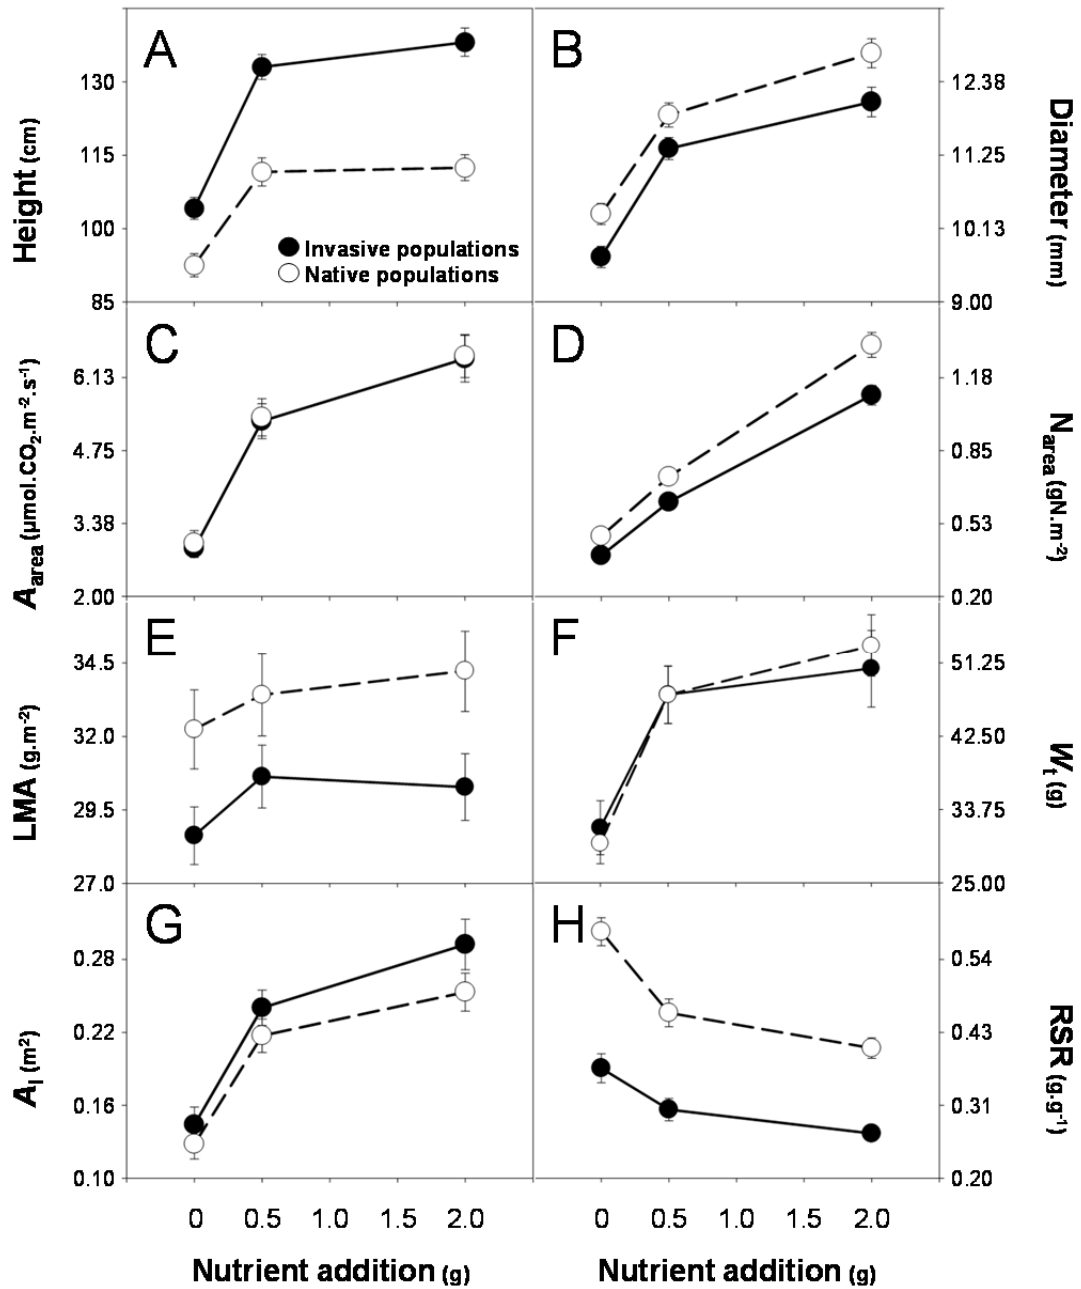 A
130
115
100
85
Height (cm)
Invasive populations
Native populations
B
12.38
11.25
10.13
9.00
Diameter (mm)
C
6.13
4.75
3.38
2.00
A area (µmol.CO2.m-2.s-1)
D
1.18
0.85
0.53
0.20
N area (gN.m-2)
E
34.5
32.0
29.5
27.0
LMA (g.m-2)
F
51.25
42.50
33.75
25.00
Wt (g)
G
0.28
0.22
0.16
0.10
Al (m2)
H
0.54
0.43
0.31
0.20
RSR (g.g-1)
0 0.5 1.0 1.5 2.0
0 0.5 1.0 1.5 2.0
Nutrient addition (g)
Nutrient addition (g)